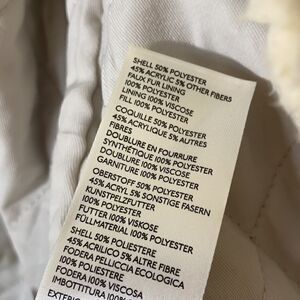 SHELL 50% POLYESTER
45% ACRYLIC 5% OTHER FIBERS
FAUX FUR LINING
100% POLYESTER
LINING 100% VISCOSE
FILL 100% POLYESTER
COQUILLE 50% POLYESTER
45% ACRYLIQUE 5% AUTRES
FIBRES
DOUBLURE EN FOURRURE
SYNTHÉTIQUE 100% POLYESTER
DOUBLURE 100% VISCOSE
GARNITURE 100% POLYESTER
OBERSTOFF 50% POLYESTER
45% ACRYL 5% SONSTIGE FASERN
KUNSTPELZFUTTER
100% POLYESTER
FUTTER 100% VISKOSE
FÜLLMATERIAL 100% POLYESTER
SHELL 50% POLIESTERE
45% ACRILICO 5% ALTRE FIBRE
FODERA PELLICCIA ECOLOGICA
100% POLIESTERE
FODERA 100% VISCOSA
IMBOTTITURA 100%